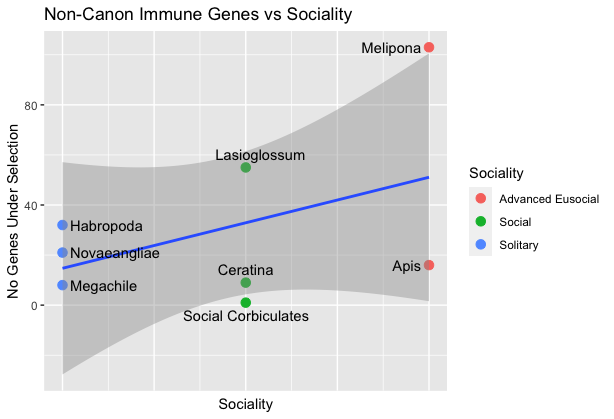 Non-Canon Immune Genes vs Sociality
No Genes Under Selection
80
40
0
Melipona
Lasioglossum
Habropoda
Novaeangliae
Megachile
Ceratina
Apis
Social Corbiculates
Sociality
Sociality
Advanced Eusocial
Social
Solitary